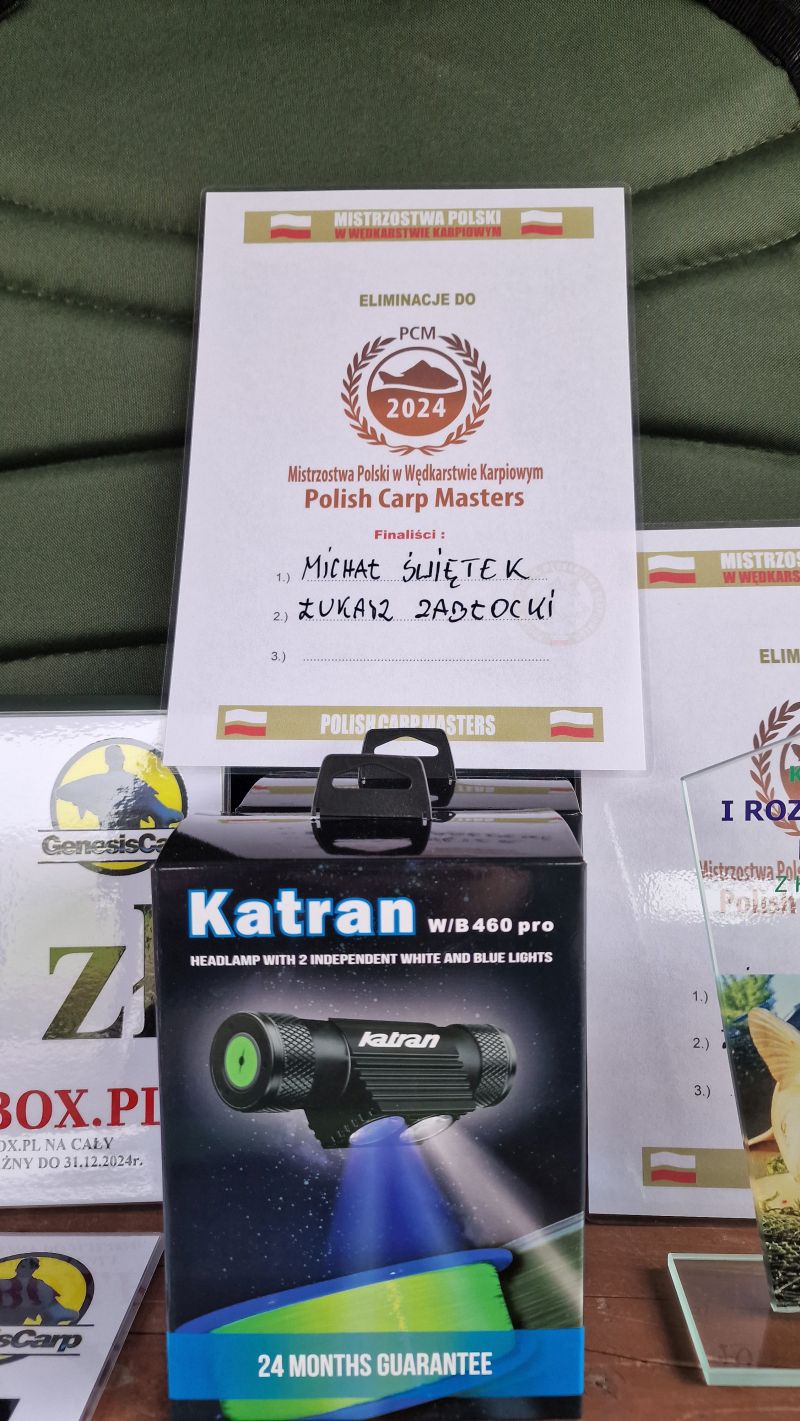 MISTRZOSTWA POLSKI
W WĘDKARSTWIE KARPIOWYM
ELIMINACJE DO
PCM
2024
Mistrzostwa Polski w Wędkarstwie Karpiowym
Polish Carp Masters
Finaliści :
1.) MICHAŁ ŚWIĘTEK
2.) ŁUKASZ ZABŁOCKI
3.)
POLISH CARP MASTERS
MISTRZOS
W WĘDKARS
ELIM
I ROZ
Mistrzostwa Pols
Polish
1.)
2.)
3.)
GenesisCa
zł
BOX.PL
OX.PL NA CAŁY
ŻNY DO 31.12.2024r.
sCarp
Katran W/B 460 pro
HEADLAMP WITH 2 INDEPENDENT WHITE AND BLUE LIGHTS
Katran
24 MONTHS GUARANTEE